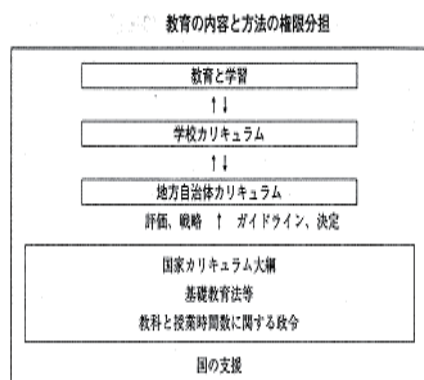 教育の内容と方法の権限分担
教育と学習
↑↓
学校カリキュラム
↑↓
地方自治体カリキュラム
評価、戦略 ↑ ガイドライン、決定
国家カリキュラム大綱
基礎教育法等
教科と授業時間数に関する政令
国の支援